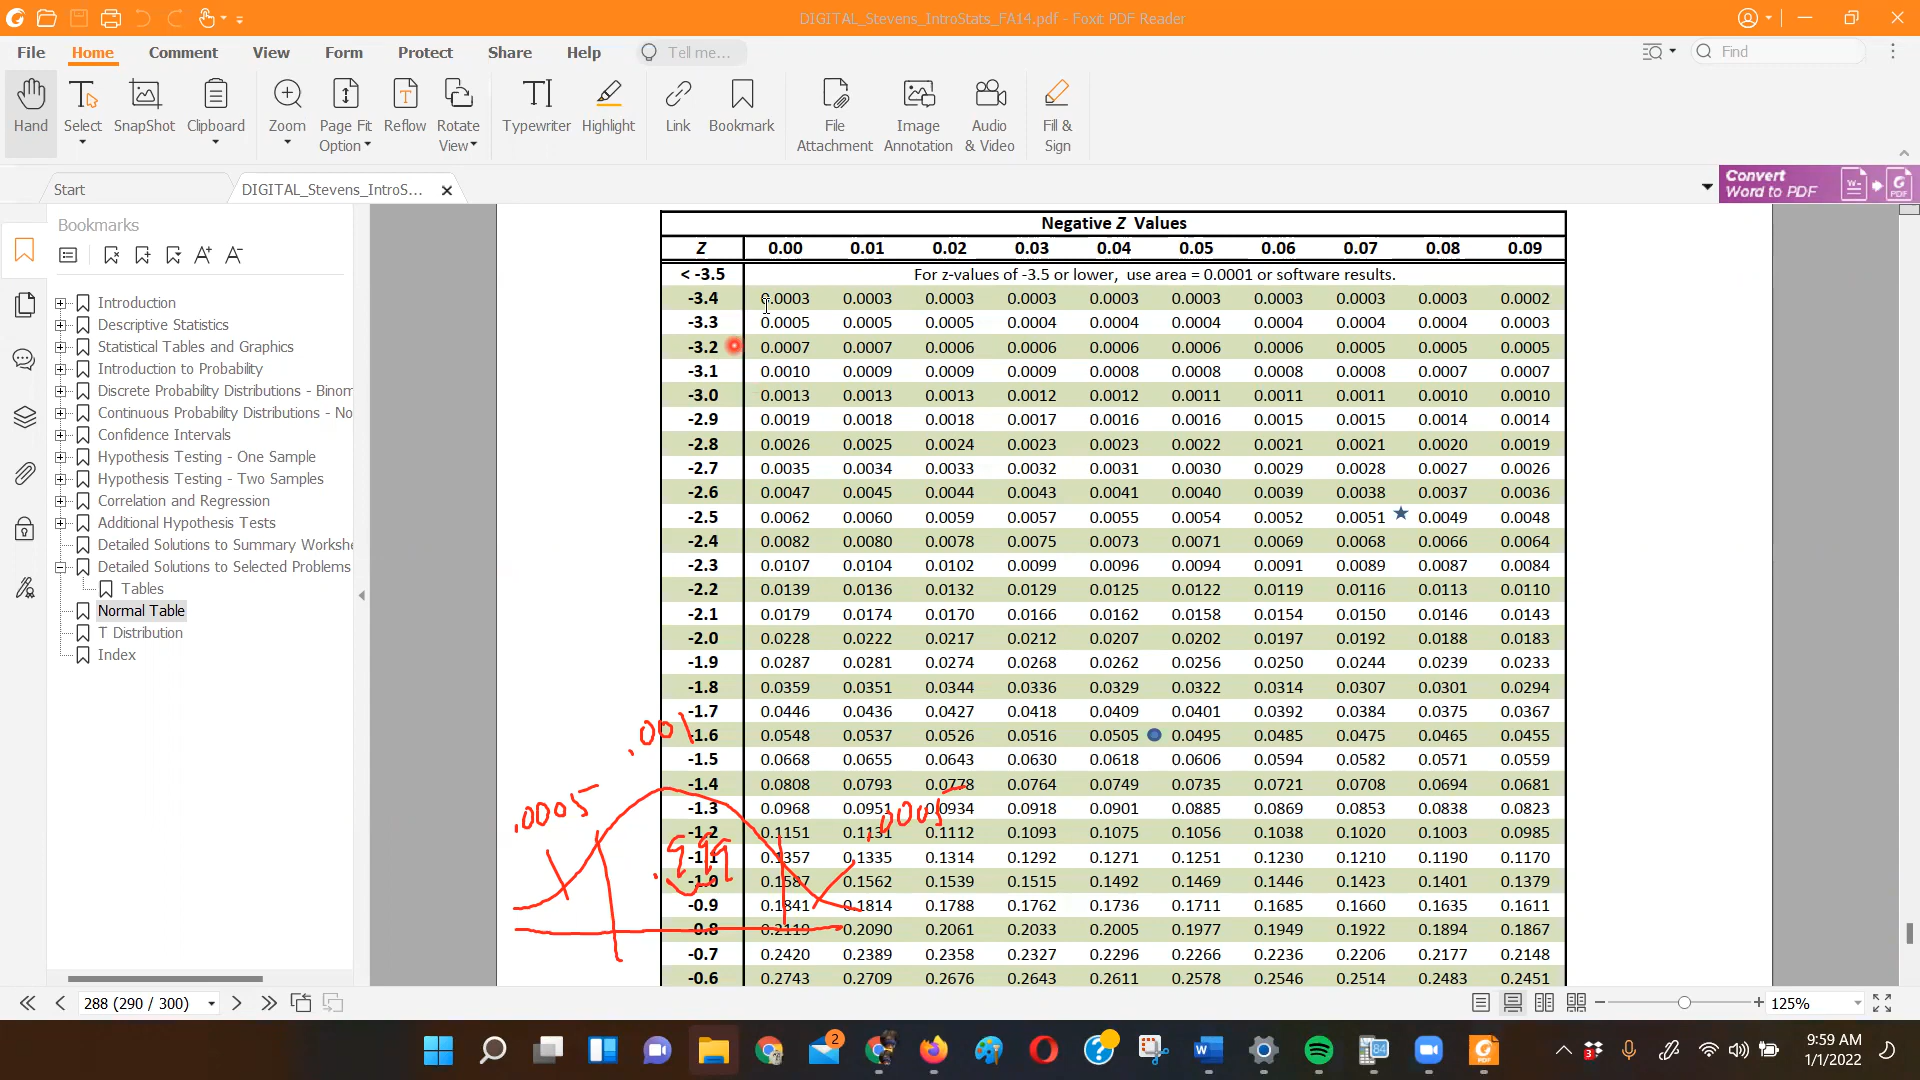 DIGITAL_Stevens_IntroStats_FA14.pdf - Foxit PDF Reader
File Home Comment View Form Protect Share Help Tell me... Find
Hand Select SnapShot Clipboard Zoom Page Fit Option Reflow Rotate View Typewriter Highlight Link Bookmark File Attachment Image Annotation Audio & Video Fill & Sign
Start DIGITAL_Stevens_IntroS... Convert Word to PDF
Bookmarks
Introduction
Descriptive Statistics
Statistical Tables and Graphics
Introduction to Probability
Discrete Probability Distributions - Binom
Continuous Probability Distributions - No
Confidence Intervals
Hypothesis Testing - One Sample
Hypothesis Testing - Two Samples
Correlation and Regression
Additional Hypothesis Tests
Detailed Solutions to Summary Workshe
Detailed Solutions to Selected Problems
Tables
Normal Table
T Distribution
Index
Negative Z Values
Z 0.00 0.01 0.02 0.03 0.04 0.05 0.06 0.07 0.08 0.09
< -3.5 For z-values of -3.5 or lower, use area = 0.0001 or software results.
-3.4 0.0003 0.0003 0.0003 0.0003 0.0003 0.0003 0.0003 0.0003 0.0003 0.0002
-3.3 0.0005 0.0005 0.0005 0.0004 0.0004 0.0004 0.0004 0.0004 0.0004 0.0003
-3.2 0.0007 0.0007 0.0006 0.0006 0.0006 0.0006 0.0006 0.0005 0.0005 0.0005
-3.1 0.0010 0.0009 0.0009 0.0009 0.0008 0.0008 0.0008 0.0008 0.0007 0.0007
-3.0 0.0013 0.0013 0.0013 0.0012 0.0012 0.0011 0.0011 0.0011 0.0010 0.0010
-2.9 0.0019 0.0018 0.0018 0.0017 0.0016 0.0016 0.0015 0.0015 0.0014 0.0014
-2.8 0.0026 0.0025 0.0024 0.0023 0.0023 0.0022 0.0021 0.0021 0.0020 0.0019
-2.7 0.0035 0.0034 0.0033 0.0032 0.0031 0.0030 0.0029 0.0028 0.0027 0.0026
-2.6 0.0047 0.0045 0.0044 0.0043 0.0041 0.0040 0.0039 0.0038 0.0037 0.0036
-2.5 0.0062 0.0060 0.0059 0.0057 0.0055 0.0054 0.0052 0.0051 0.0049 0.0048
-2.4 0.0082 0.0080 0.0078 0.0075 0.0073 0.0071 0.0069 0.0068 0.0066 0.0064
-2.3 0.0107 0.0104 0.0102 0.0099 0.0096 0.0094 0.0091 0.0089 0.0087 0.0084
-2.2 0.0139 0.0136 0.0132 0.0129 0.0125 0.0122 0.0119 0.0116 0.0113 0.0110
-2.1 0.0179 0.0174 0.0170 0.0166 0.0162 0.0158 0.0154 0.0150 0.0146 0.0143
-2.0 0.0228 0.0222 0.0217 0.0212 0.0207 0.0202 0.0197 0.0192 0.0188 0.0183
-1.9 0.0287 0.0281 0.0274 0.0268 0.0262 0.0256 0.0250 0.0244 0.0239 0.0233
-1.8 0.0359 0.0351 0.0344 0.0336 0.0329 0.0322 0.0314 0.0307 0.0301 0.0294
-1.7 0.0446 0.0436 0.0427 0.0418 0.0409 0.0401 0.0392 0.0384 0.0375 0.0367
.001
-1.6 0.0548 0.0537 0.0526 0.0516 0.0505 0.0495 0.0485 0.0475 0.0465 0.0455
-1.5 0.0668 0.0655 0.0643 0.0630 0.0618 0.0606 0.0594 0.0582 0.0571 0.0559
-1.4 0.0808 0.0793 0.0778 0.0764 0.0749 0.0735 0.0721 0.0708 0.0694 0.0681
.0005 .0005
-1.3 0.0968 0.0951 0.0934 0.0918 0.0901 0.0885 0.0869 0.0853 0.0838 0.0823
-1.2 0.1151 0.1131 0.1112 0.1093 0.1075 0.1056 0.1038 0.1020 0.1003 0.0985
-1.1 0.1357 0.1335 0.1314 0.1292 0.1271 0.1251 0.1230 0.1210 0.1190 0.1170
.999
-1.0 0.1587 0.1562 0.1539 0.1515 0.1492 0.1469 0.1446 0.1423 0.1401 0.1379
-0.9 0.1841 0.1814 0.1788 0.1762 0.1736 0.1711 0.1685 0.1660 0.1635 0.1611
-0.8 0.2119 0.2090 0.2061 0.2033 0.2005 0.1977 0.1949 0.1922 0.1894 0.1867
-0.7 0.2420 0.2389 0.2358 0.2327 0.2296 0.2266 0.2236 0.2206 0.2177 0.2148
-0.6 0.2743 0.2709 0.2676 0.2643 0.2611 0.2578 0.2546 0.2514 0.2483 0.2451
288 (290 / 300) 125%
2 84 3 9:59 AM
1/1/2022